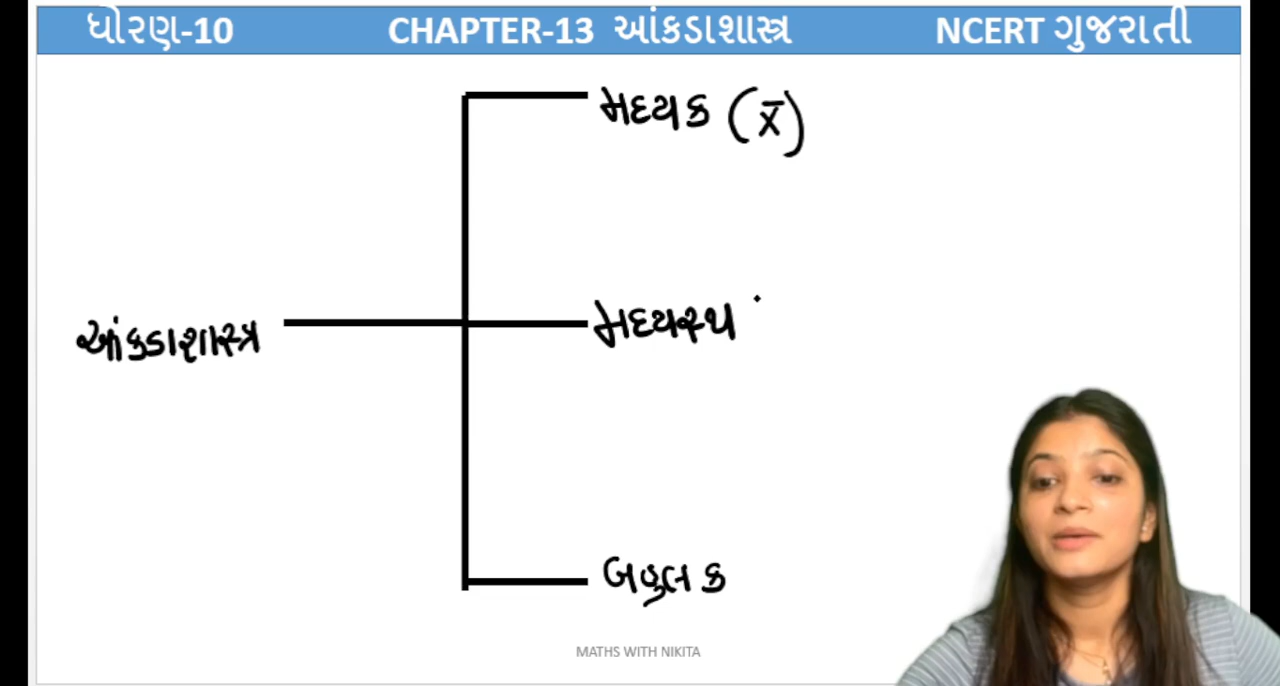 ધોરણ-10 CHAPTER-13 આંકડાશાસ્ત્ર NCERT ગુજરાતી
મધ્યક (x̄)
આંકડાશાસ્ત્ર મધ્યસ્થ
બહુલક
MATHS WITH NIKITA